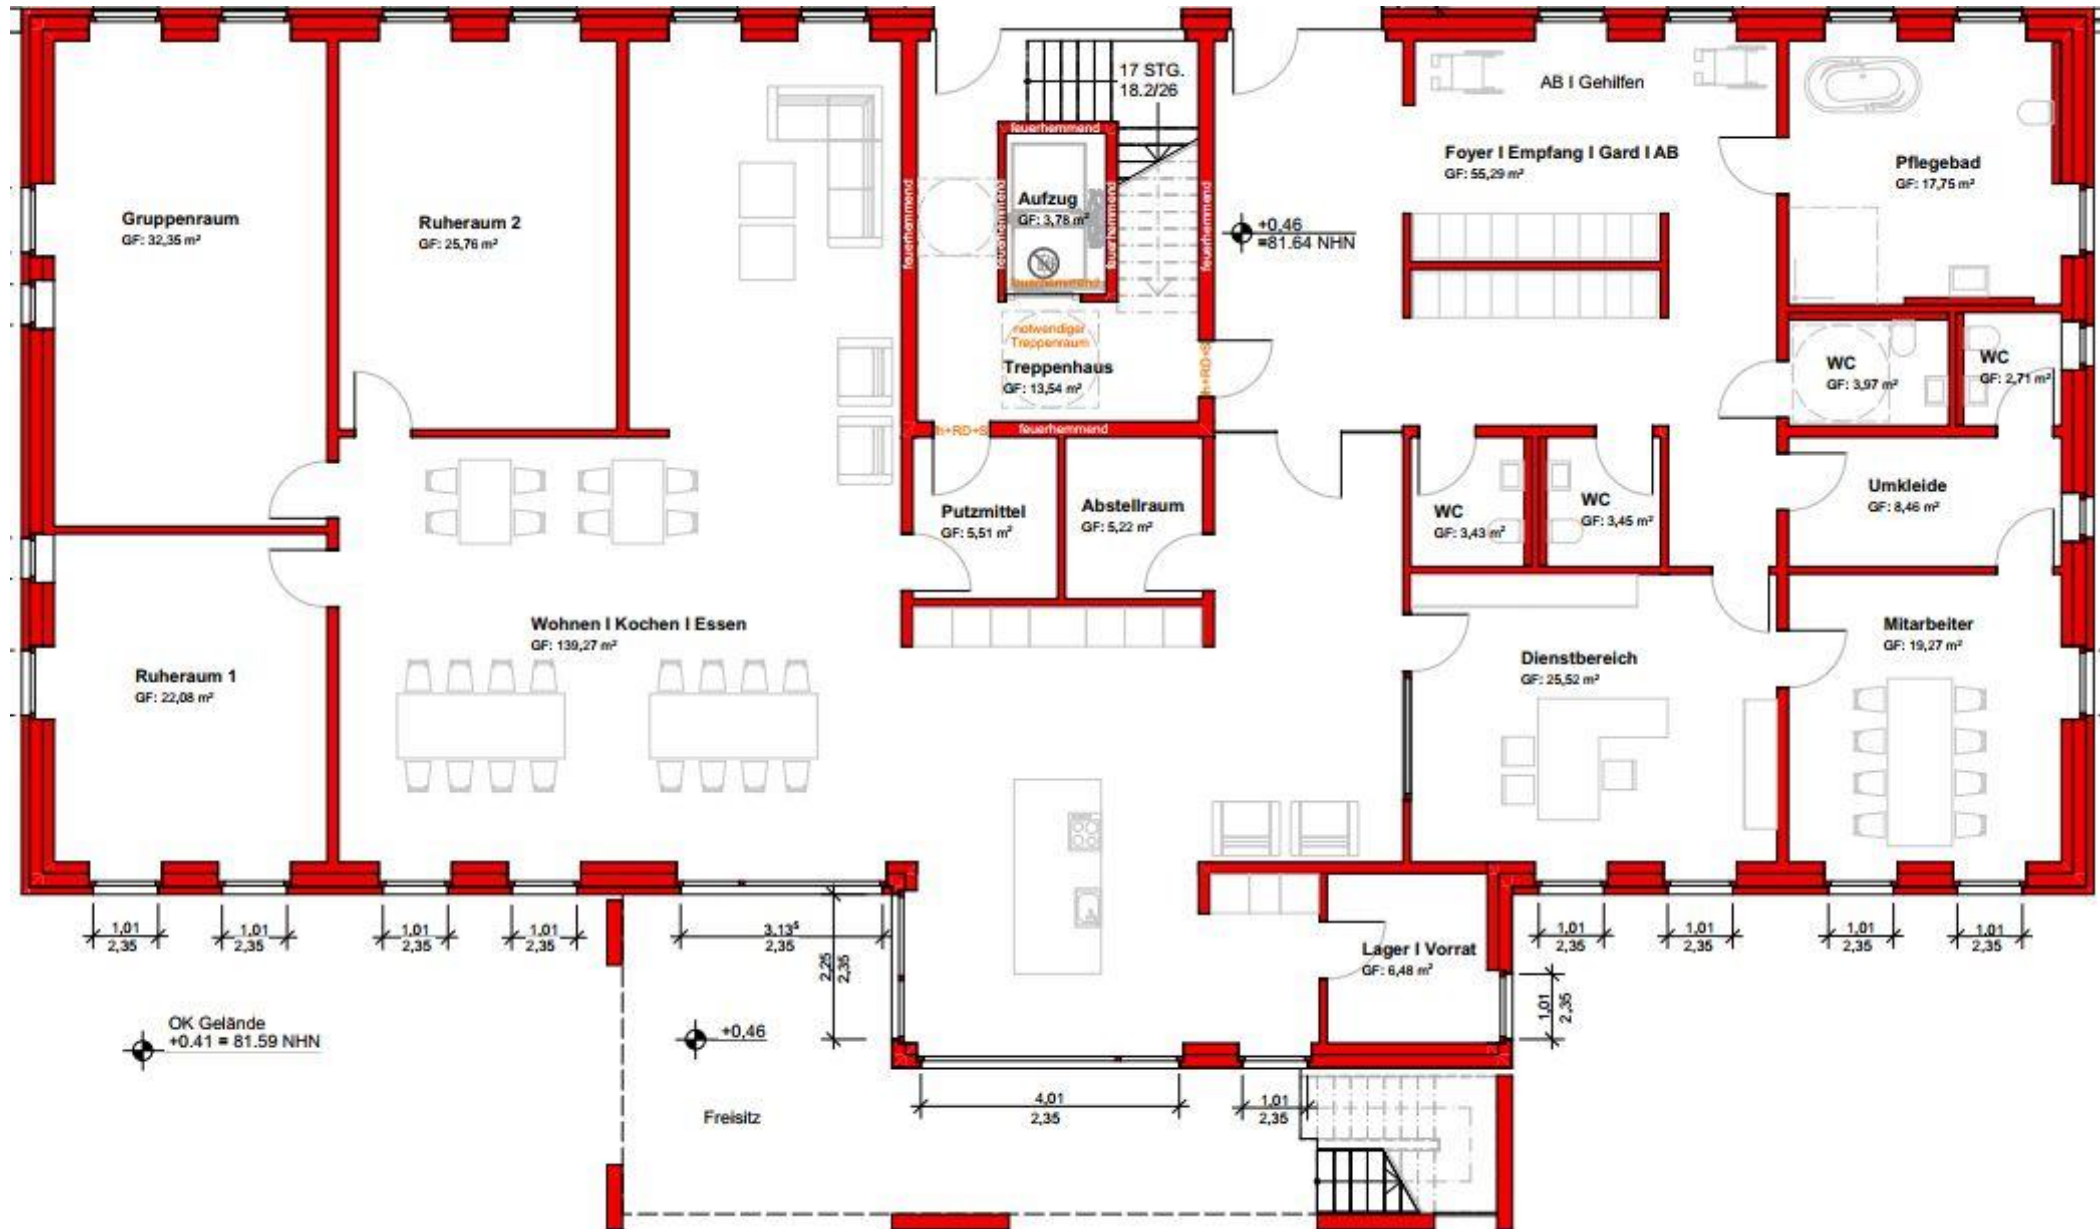 17 STG.
18.2/26
AB I Gehilfen
feuerhemmend
Foyer I Empfang I Gard I AB
GF: 55,29 m²
Pflegebad
GF: 17,75 m²
Gruppenraum
GF: 32,35 m²
Ruheraum 2
GF: 25,76 m²
feuerhemmend
feuerhemmend
Aufzug
GF: 3,78 m²
feuerhemmend
feuerhemmend
feuerhemmend
+0.46
=81.64 NHN
notwendiger
Treppenraum
Treppenhaus
GF: 13,54 m²
h+RD+S
WC
GF: 3,97 m²
WC
GF: 2,71 m²
h+RD+S
feuerhemmend
Putzmittel
GF: 5,51 m²
Abstellraum
GF: 5,22 m²
WC
GF: 3,43 m²
WC
GF: 3,45 m²
Umkleide
GF: 8,46 m²
Wohnen I Kochen I Essen
GF: 139,27 m²
Ruheraum 1
GF: 22,08 m²
Dienstbereich
GF: 25,52 m²
Mitarbeiter
GF: 19,27 m²
1,01
2,35
1,01
2,35
1,01
2,35
1,01
2,35
3,13⁵
2,35
2,25
2,35
Lager I Vorrat
GF: 6,48 m²
1,01
2,35
1,01
2,35
1,01
2,35
1,01
2,35
1,01
2,35
OK Gelände
+0.41 = 81.59 NHN
+0,46
Freisitz
4,01
2,35
1,01
2,35